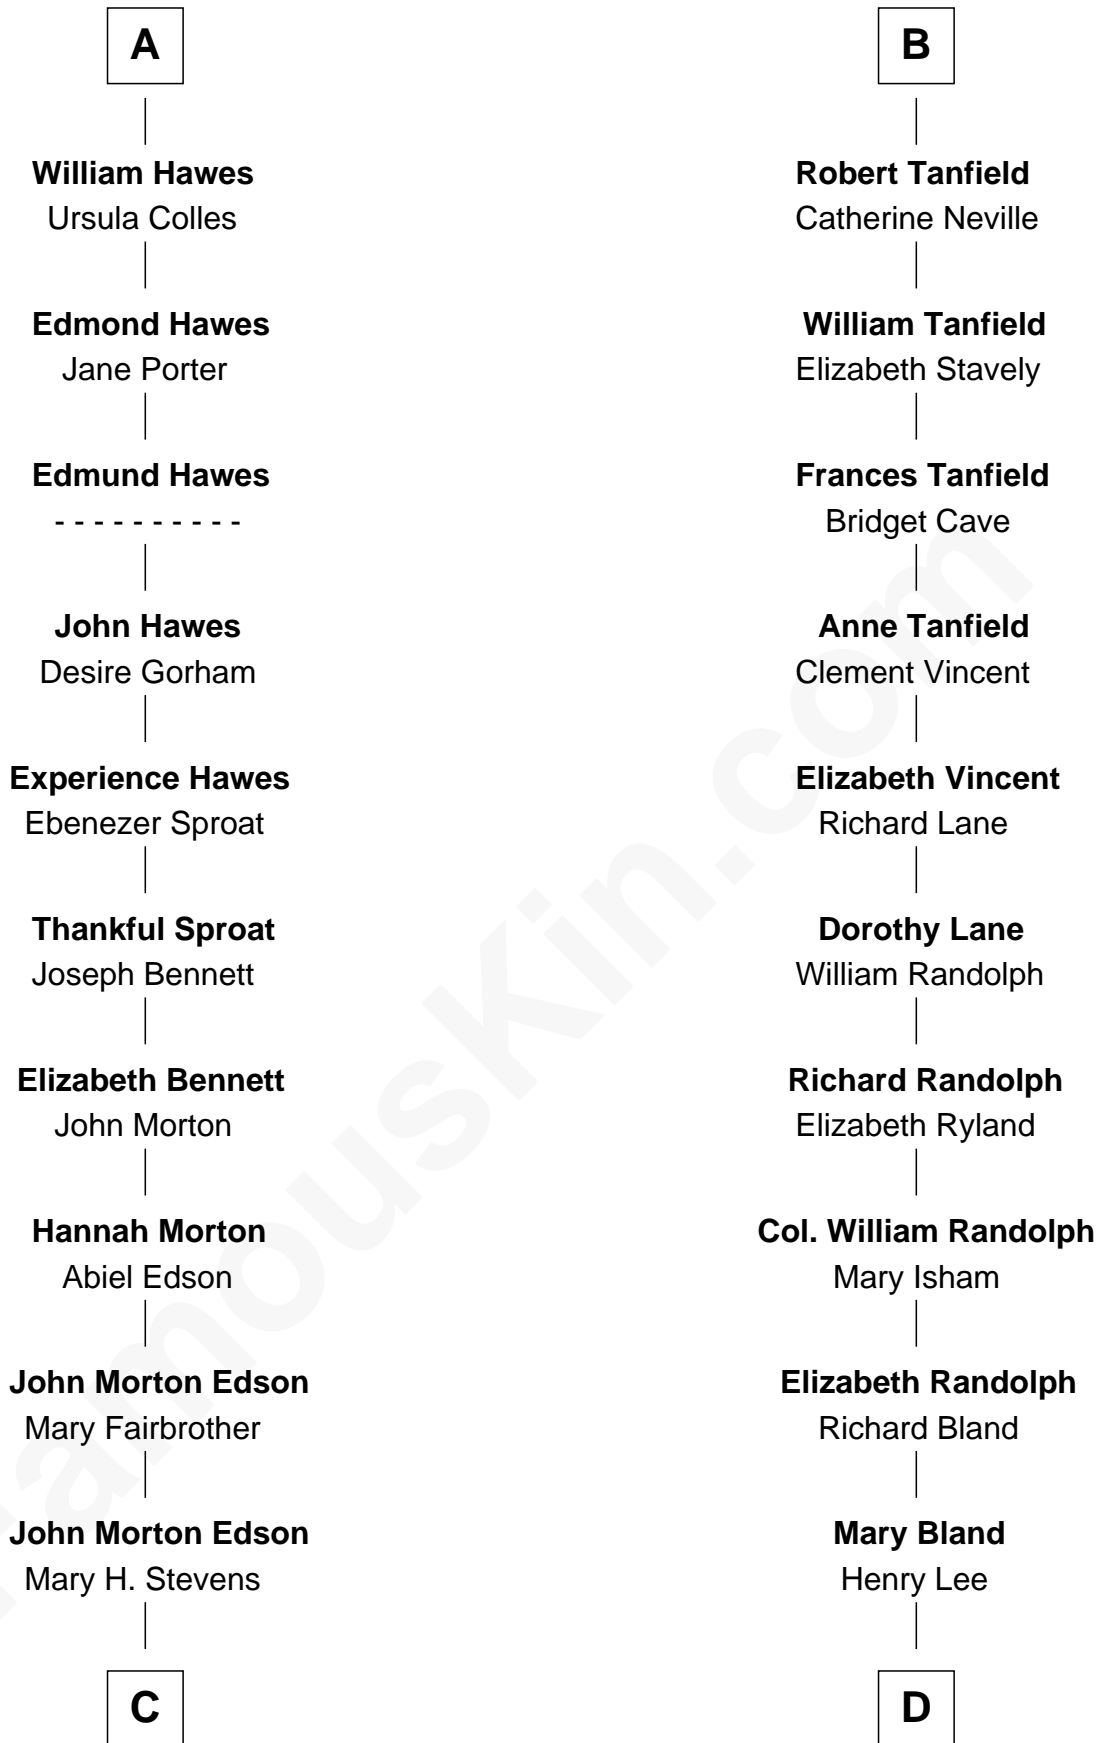 A
William Hawes
Ursula Colles
Edmond Hawes
Jane Porter
Edmund Hawes
- - - - - - - - - -
John Hawes
Desire Gorham
Experience Hawes
Ebenezer Sproat
Thankful Sproat
Joseph Bennett
Elizabeth Bennett
John Morton
Hannah Morton
Abiel Edson
John Morton Edson
Mary Fairbrother
John Morton Edson
Mary H. Stevens
C
B
Robert Tanfield
Catherine Neville
William Tanfield
Elizabeth Stavely
Frances Tanfield
Bridget Cave
Anne Tanfield
Clement Vincent
Elizabeth Vincent
Richard Lane
Dorothy Lane
William Randolph
Richard Randolph
Elizabeth Ryland
Col. William Randolph
Mary Isham
Elizabeth Randolph
Richard Bland
Mary Bland
Henry Lee
D
FamousKin.com